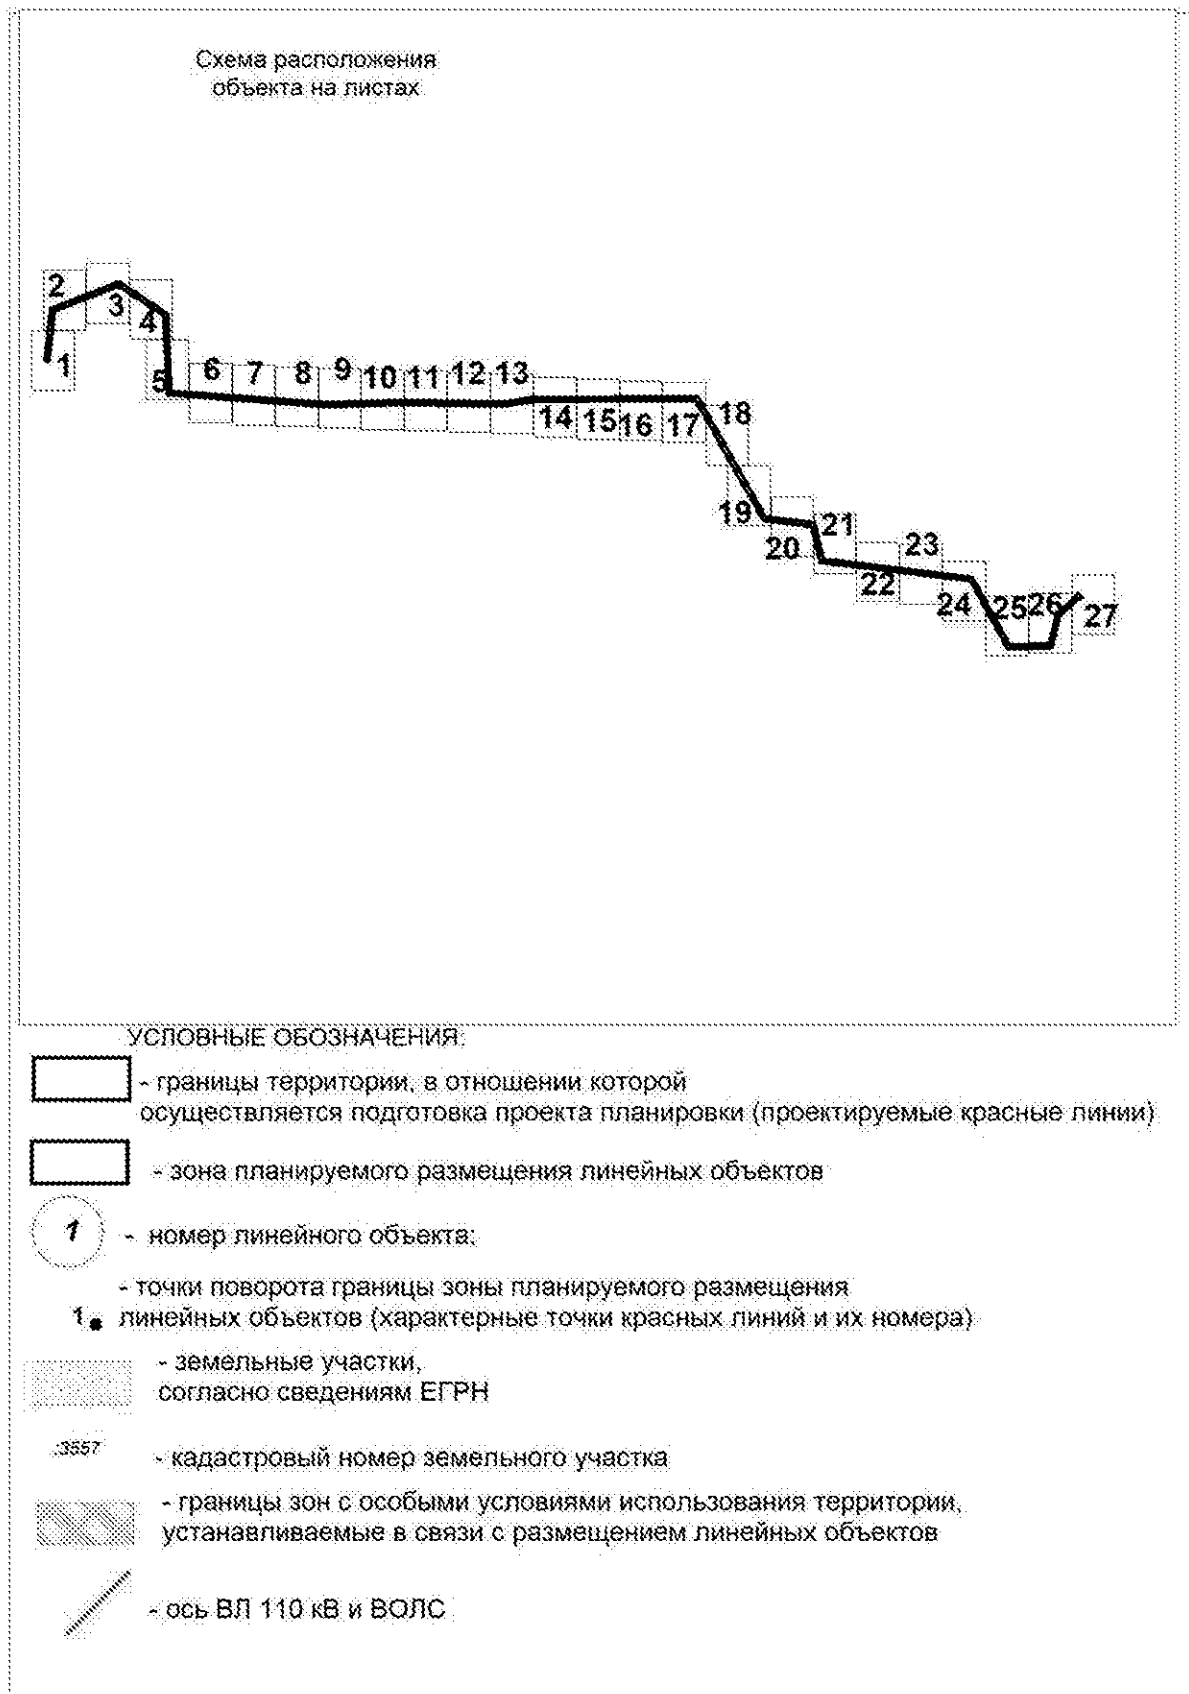 Схема расположения
объекта на листах
2
3
4
1
5
6
7
8
9
10
11
12
13
14
15
16
17
18
19
20
21
22
23
24
25
26
27
УСЛОВНЫЕ ОБОЗНАЧЕНИЯ:
- границы территории, в отношении которой
осуществляется подготовка проекта планировки (проектируемые красные линии)
- зона планируемого размещения линейных объектов
1 - номер линейного объекта;
- точки поворота границы зоны планируемого размещения
1. линейных объектов (характерные точки красных линий и их номера)
- земельные участки,
согласно сведениям ЕГРН
:3557 - кадастровый номер земельного участка
- границы зон с особыми условиями использования территории,
устанавливаемые в связи с размещением линейных объектов
- ось ВЛ 110 кВ и ВОЛС